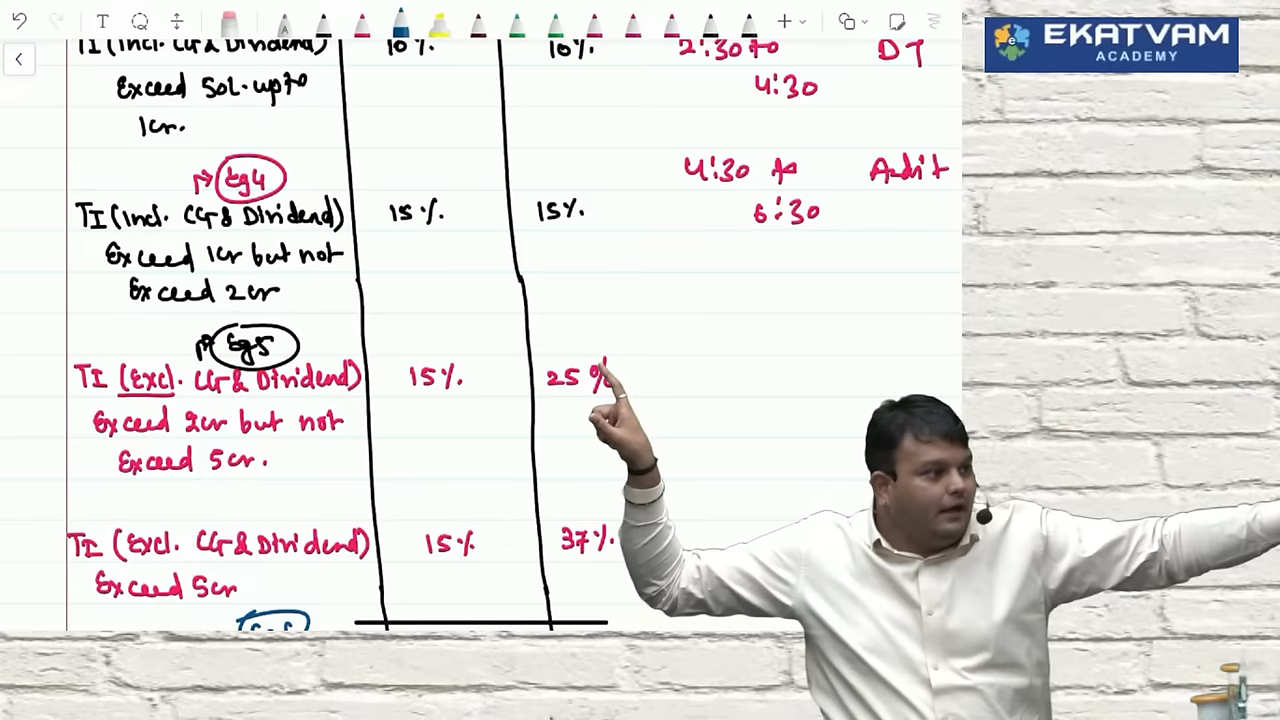 EKATVAM
ACADEMY
TI (Incl. CG & Dividend) 10%. 10%.
Exceed 50L. upto
1cr.
Eg4
TI (Incl. CG & Dividend) 15%. 15%.
Exceed 1cr but not
Exceed 2cr
Eg5
TI (Excl. CG & Dividend) 15%. 25%
Exceed 2cr but not
Exceed 5cr.
TI (Excl. CG & Dividend) 15%. 37%.
Exceed 5cr
2:30 to DT
4:30
4:30 to Audit
6:30